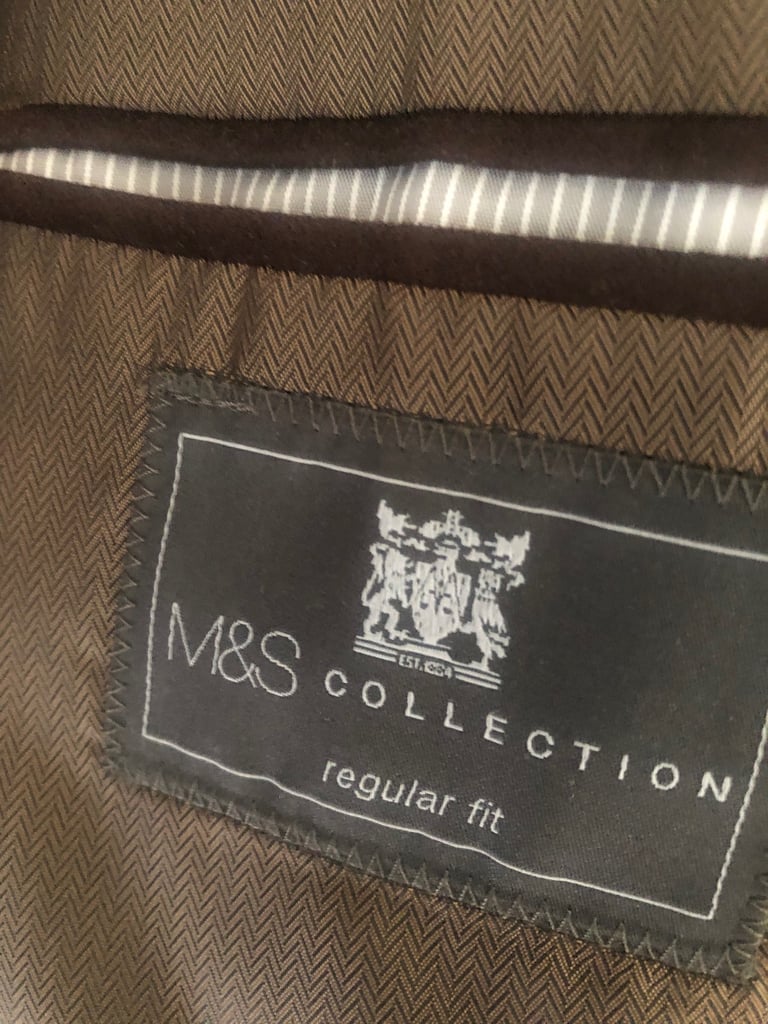 EST. 1884
M&S COLLECTION
regular fit